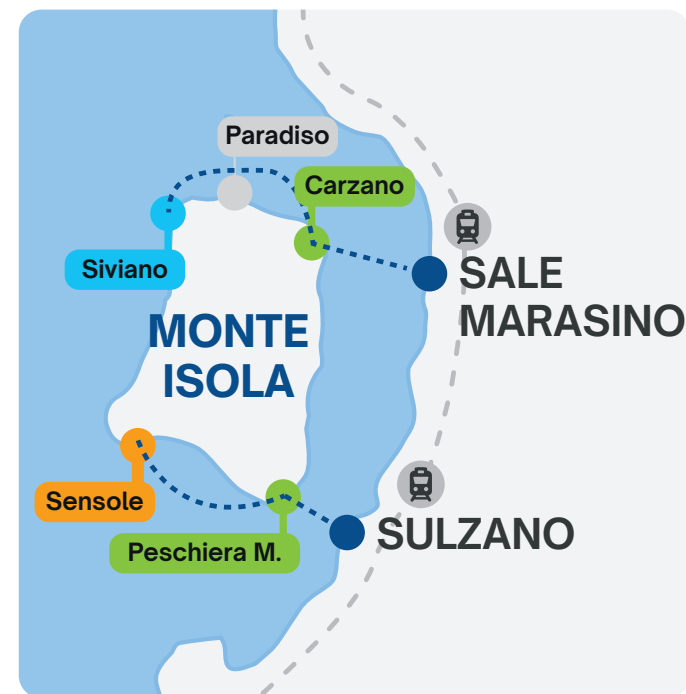 Paradiso
Carzano
Siviano
SALE
MARASINO
MONTE
ISOLA
Sensole
Peschiera M.
SULZANO